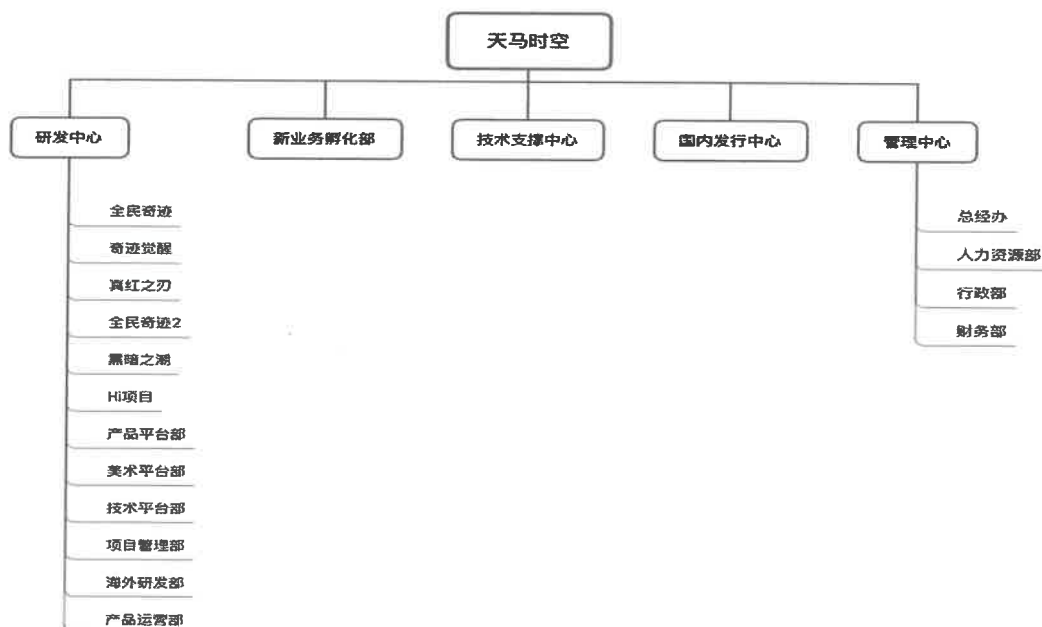 天马时空
研发中心
新业务孵化部
技术支撑中心
国内发行中心
管理中心
全民奇迹
奇迹觉醒
真红之刃
全民奇迹2
黑暗之潮
Hi项目
产品平台部
美术平台部
技术平台部
项目管理部
海外研发部
产品运营部
总经办
人力资源部
行政部
财务部